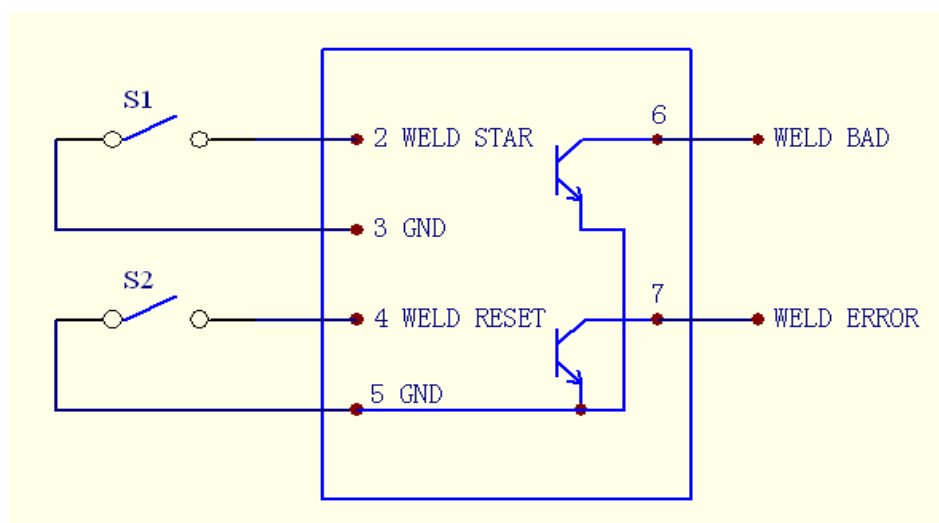 S1
2 WELD STAR
6
WELD BAD
3 GND
S2
4 WELD RESET
7
WELD ERROR
5 GND